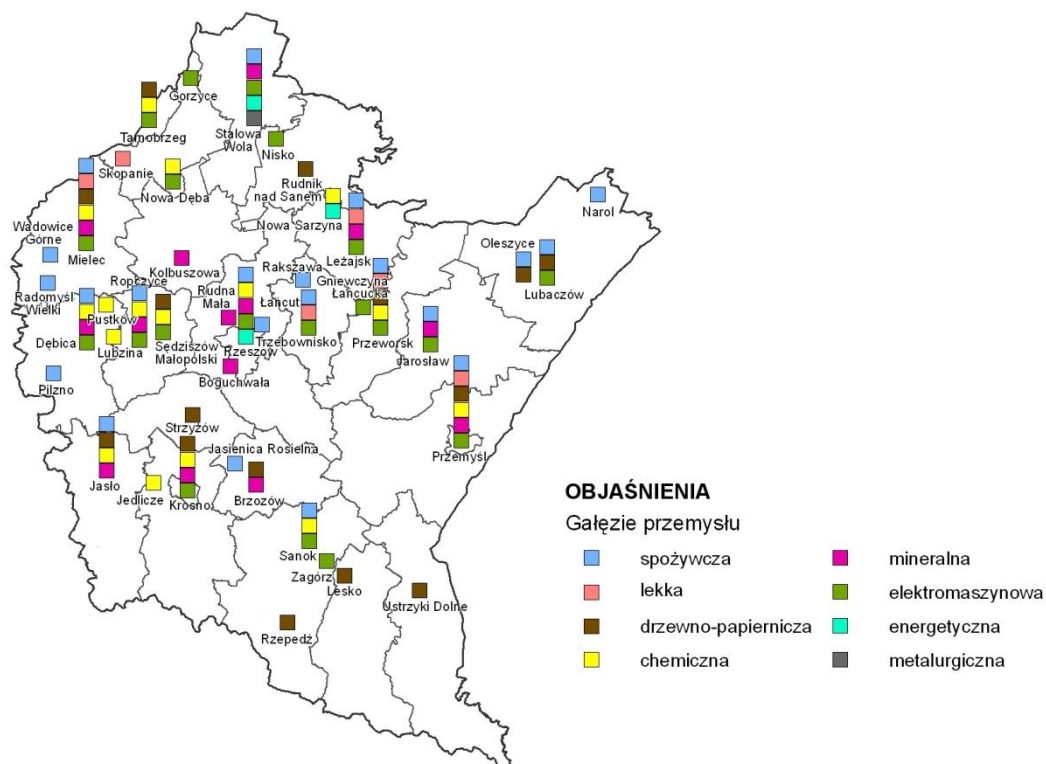 Gorzyce
Tarnobrzeg
Stalowa
Wola
Nisko
Skopanie
Nowa Dęba
Rudnik
nad Sanem
Narol
Nowa Sarzyna
Wadowice
Górne
Mielec
Leżajsk
Oleszyce
Lubaczów
Kolbuszowa
Rakszawa
Gniewczyna
Łańcucka
Radomyśl
Wielki
Ropczyce
Rudna
Mała
Łańcut
Pustków
Przeworsk
Dębica
Lubzina
Sędziszów
Małopolski
Trzebownisko
Rzeszów
Jarosław
Boguchwała
Pilzno
Strzyżów
Jasienica Rosielna
Przemyśl
Jasło
Jedlicze
Krosno
Brzozów
Sanok
Zagórz
Lesko
Ustrzyki Dolne
Rzepedź
OBJAŚNIENIA
Gałęzie przemysłu
spożywcza
mineralna
lekka
elektromaszynowa
drzewno-papiernicza
energetyczna
chemiczna
metalurgiczna